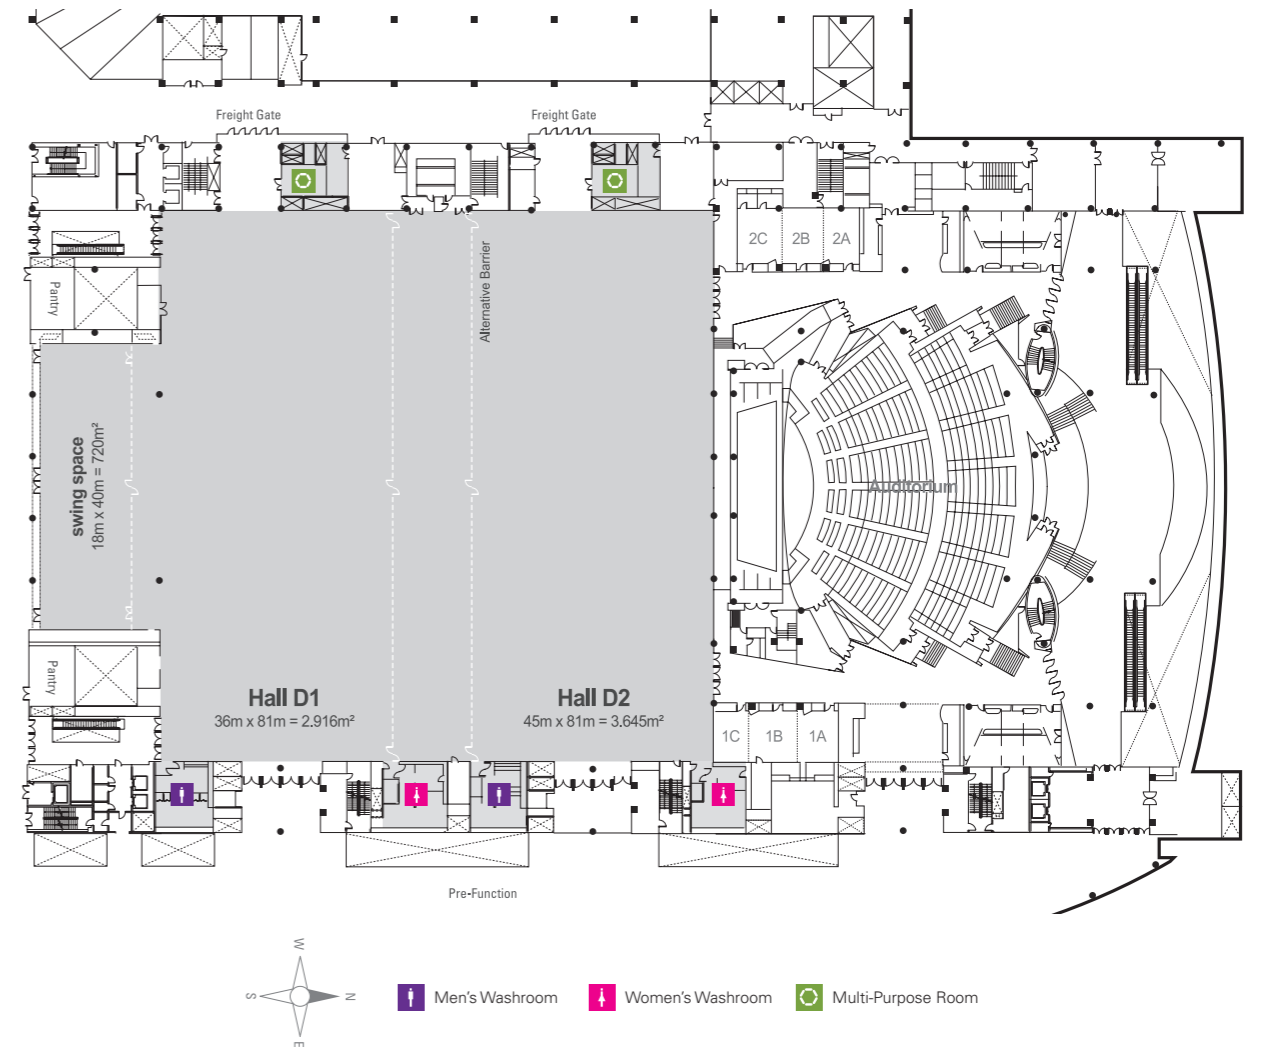 Freight Gate
Freight Gate
2C
2B
2A
Pantry
Alternative Barrier
swing space
18m x 40m = 720m²
Auditorium
Pantry
Hall D1
36m x 81m = 2.916m²
Hall D2
45m x 81m = 3.645m²
1C
1B
1A
Pre-Function
W
S
N
E
Men's Washroom
Women's Washroom
Multi-Purpose Room